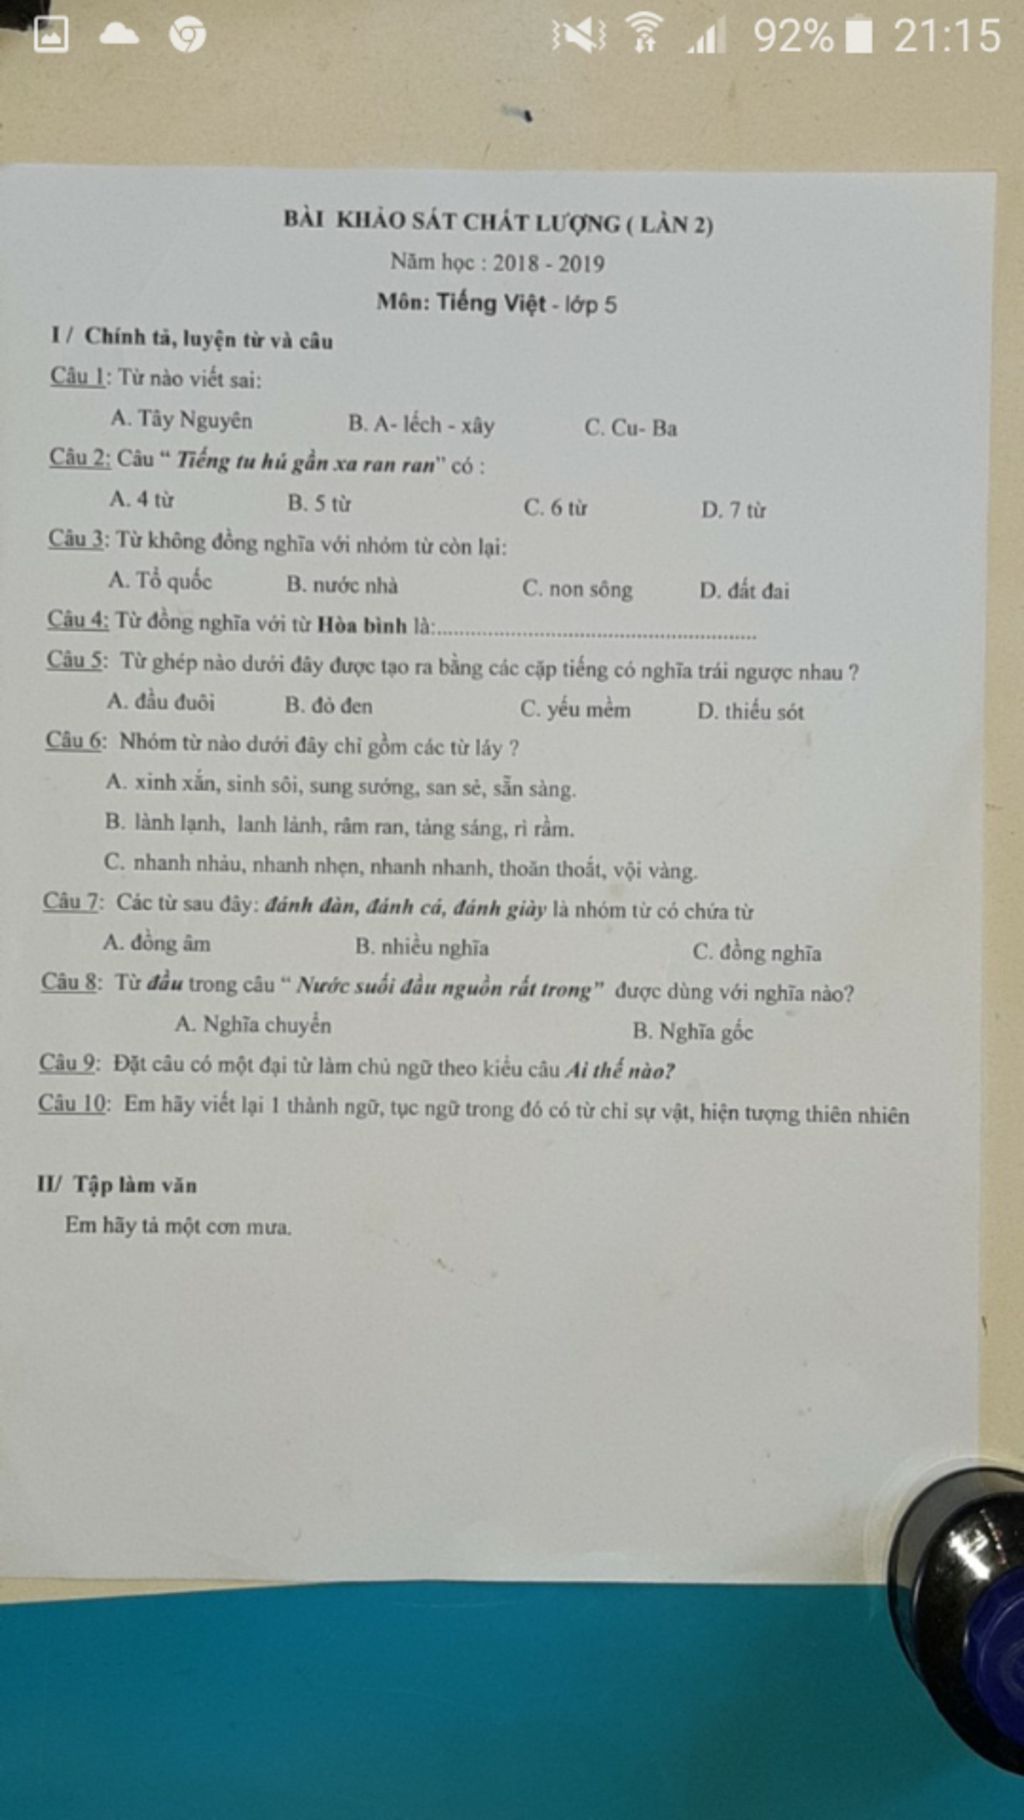 92% 21:15
BÀI KHẢO SÁT CHẤT LƯỢNG ( LẦN 2)
Năm học : 2018 - 2019
Môn: Tiếng Việt - lớp 5
I / Chính tả, luyện từ và câu
Câu 1: Từ nào viết sai:
A. Tây Nguyên B. A- lếch - xây C. Cu- Ba
Câu 2: Câu “ Tiếng tu hú gần xa ran ran” có :
A. 4 từ B. 5 từ C. 6 từ D. 7 từ
Câu 3: Từ không đồng nghĩa với nhóm từ còn lại:
A. Tổ quốc B. nước nhà C. non sông D. đất đai
Câu 4: Từ đồng nghĩa với từ Hòa bình là:..........................................................
Câu 5: Từ ghép nào dưới đây được tạo ra bằng các cặp tiếng có nghĩa trái ngược nhau ?
A. đầu đuôi B. đỏ đen C. yếu mềm D. thiếu sót
Câu 6: Nhóm từ nào dưới đây chỉ gồm các từ láy ?
A. xinh xắn, sinh sôi, sung sướng, san sẻ, sẵn sàng.
B. lành lạnh, lanh lảnh, râm ran, tảng sáng, rì rầm.
C. nhanh nhảu, nhanh nhẹn, nhanh nhanh, thoăn thoắt, vội vàng.
Câu 7: Các từ sau đây: đánh đàn, đánh cá, đánh giày là nhóm từ có chứa từ
A. đồng âm B. nhiều nghĩa C. đồng nghĩa
Câu 8: Từ đầu trong câu “ Nước suối đầu nguồn rất trong” được dùng với nghĩa nào?
A. Nghĩa chuyển B. Nghĩa gốc
Câu 9: Đặt câu có một đại từ làm chủ ngữ theo kiểu câu Ai thế nào?
Câu 10: Em hãy viết lại 1 thành ngữ, tục ngữ trong đó có từ chỉ sự vật, hiện tượng thiên nhiên
II/ Tập làm văn
Em hãy tả một cơn mưa.